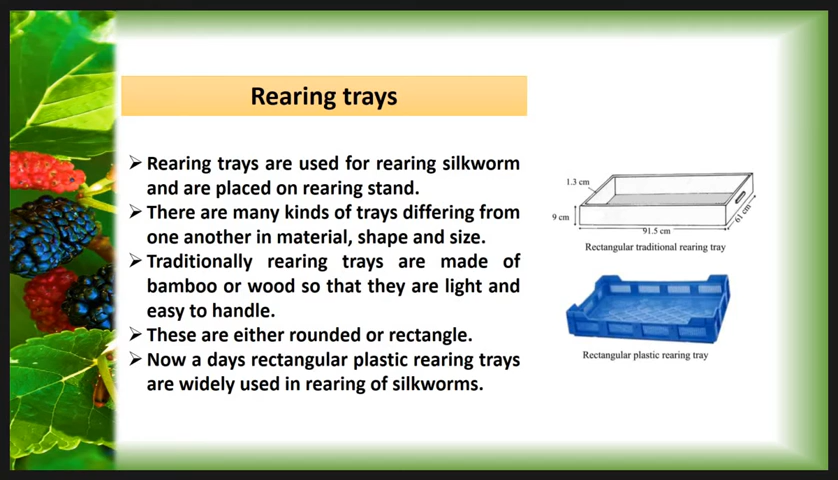 Rearing trays
➢ Rearing trays are used for rearing silkworm
and are placed on rearing stand.
➢ There are many kinds of trays differing from
one another in material, shape and size.
➢ Traditionally rearing trays are made of
bamboo or wood so that they are light and
easy to handle.
➢ These are either rounded or rectangle.
➢ Now a days rectangular plastic rearing trays
are widely used in rearing of silkworms.
1.3 cm
9 cm
91.5 cm
61 cm
Rectangular traditional rearing tray
Rectangular plastic rearing tray